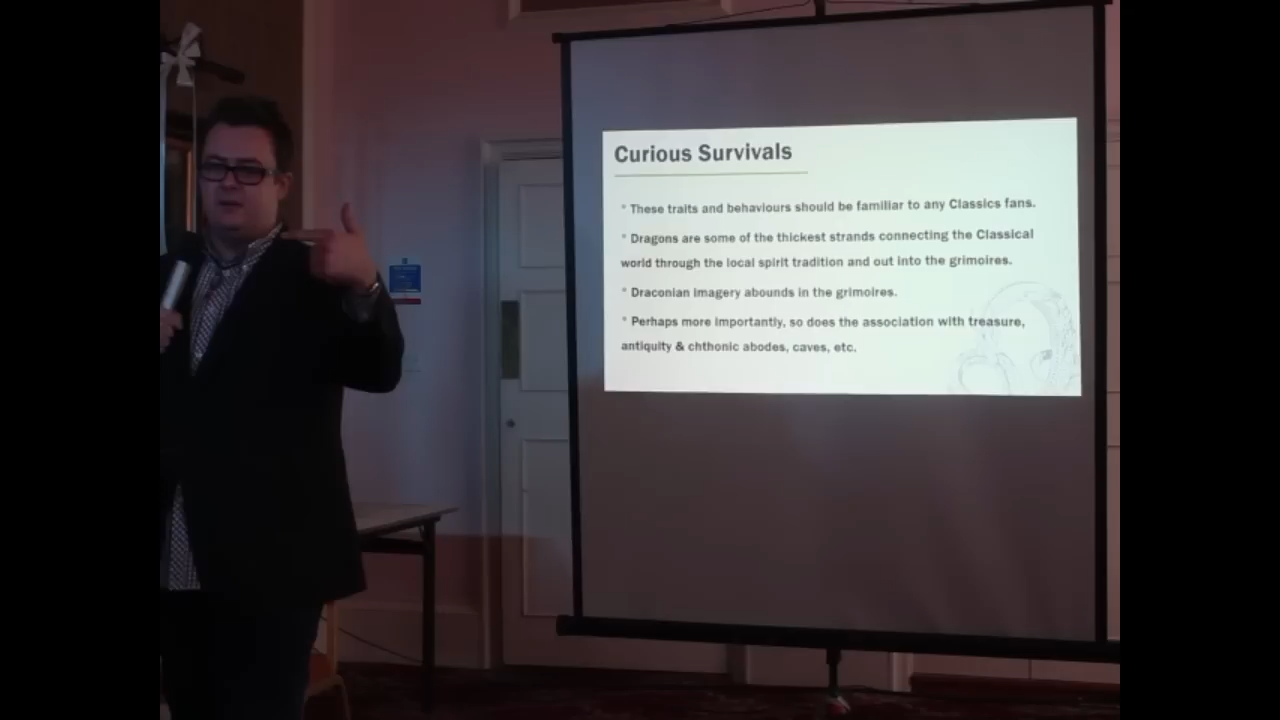 Curious Survivals
* These traits and behaviours should be familiar to any Classics fans.
* Dragons are some of the thickest strands connecting the Classical
world through the local spirit tradition and out into the grimoires.
* Draconian imagery abounds in the grimoires.
* Perhaps more importantly, so does the association with treasure,
antiquity & chthonic abodes, caves, etc.